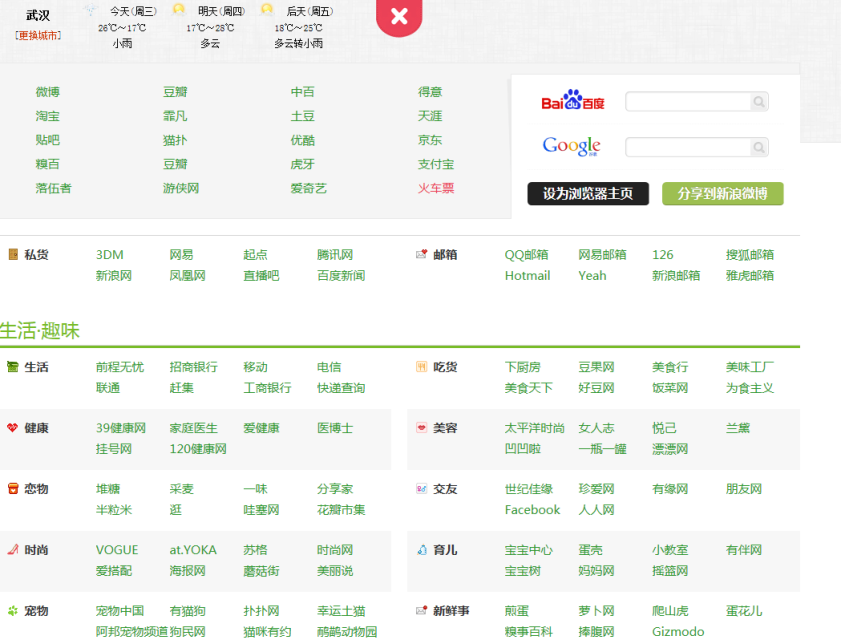 武汉
[更换城市]
今天(周三)
26℃～17℃
小雨
明天(周四)
17℃～28℃
多云
后天(周五)
18℃～25℃
多云转小雨
微博 豆瓣 中百 得意
淘宝 霏凡 土豆 天涯
贴吧 猫扑 优酷 京东
糗百 豆瓣 虎牙 支付宝
落伍者 游侠网 爱奇艺 火车票
Bai du 百度
Google
设为浏览器主页 分享到新浪微博
私货 3DM 网易 起点 腾讯网
新浪网 凤凰网 直播吧 百度新闻
邮箱 QQ邮箱 网易邮箱 126 搜狐邮箱
Hotmail Yeah 新浪邮箱 雅虎邮箱
生活·趣味
生活 前程无忧 招商银行 移动 电信
联通 赶集 工商银行 快递查询
吃货 下厨房 豆果网 美食行 美味工厂
美食天下 好豆网 饭菜网 为食主义
健康 39健康网 家庭医生 爱健康 医博士
挂号网 120健康网
美容 太平洋时尚 女人志 悦己 兰黛
凹凹啦 一瓶一罐 漂漂网
恋物 堆糖 采麦 一味 分享家
半粒米 逛 哇塞网 花瓣市集
交友 世纪佳缘 珍爱网 有缘网 朋友网
Facebook 人人网
时尚 VOGUE at.YOKA 苏格 时尚网
爱搭配 海报网 蘑菇街 美丽说
育儿 宝宝中心 蛋壳 小教室 有伴网
宝宝树 妈妈网 摇篮网
宠物 宠物中国 有猫狗 扑扑网 幸运土猫
阿邦宠物频道 狗民网 猫咪有约 鹋鹋动物园
新鲜事 煎蛋 萝卜网 爬山虎 蛋花儿
糗事百科 捧腹网 Gizmodo